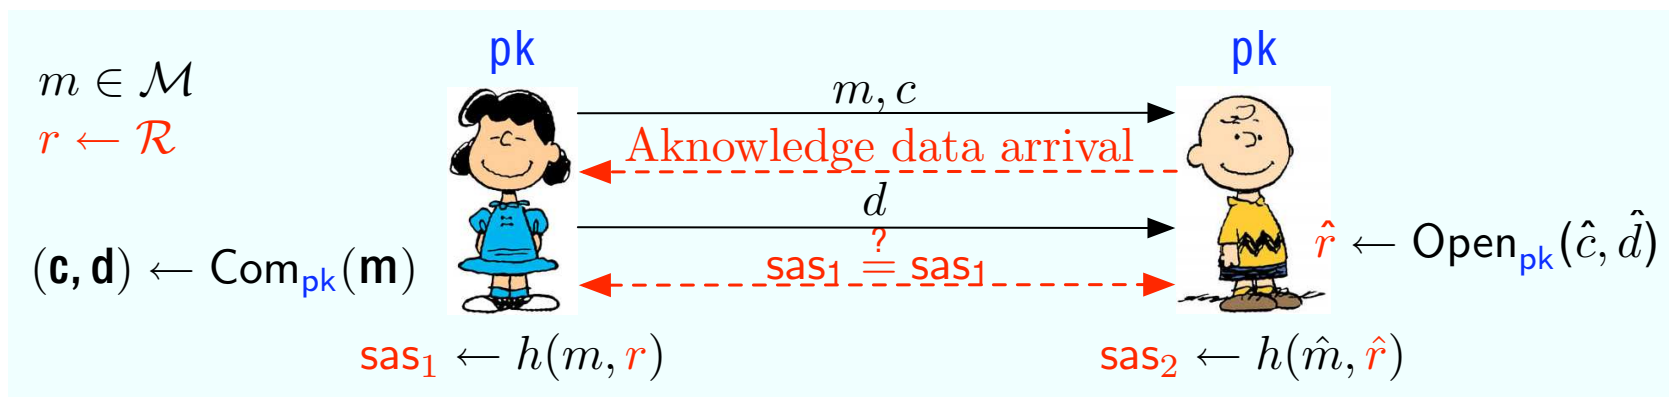 pk
pk
m ∈ ℳ
m, c
r ← ℛ
Aknowledge data arrival
d
(c, d) ← Com_pk(m)
sas₁ ≟ sas₁
r̂ ← Open_pk(ĉ, d̂)
sas₁ ← h(m, r)
sas₂ ← h(m̂, r̂)